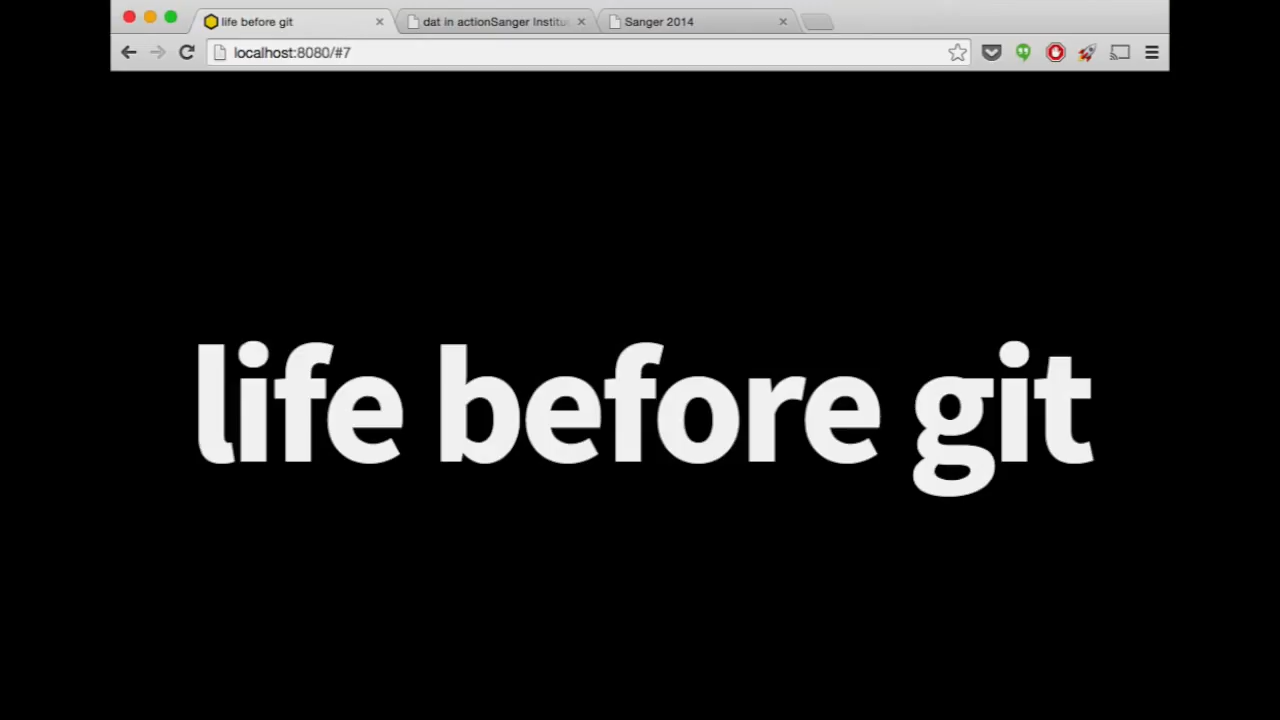 life before git
dat in actionSanger Institu
Sanger 2014
localhost:8080/#7
life before git